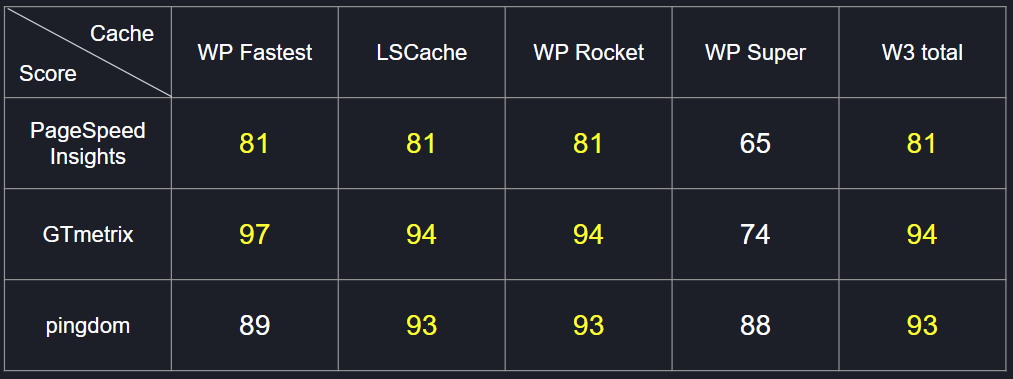 Cache
Score
WP Fastest
LSCache
WP Rocket
WP Super
W3 total
PageSpeed
Insights
81
81
81
65
81
GTmetrix
97
94
94
74
94
pingdom
89
93
93
88
93